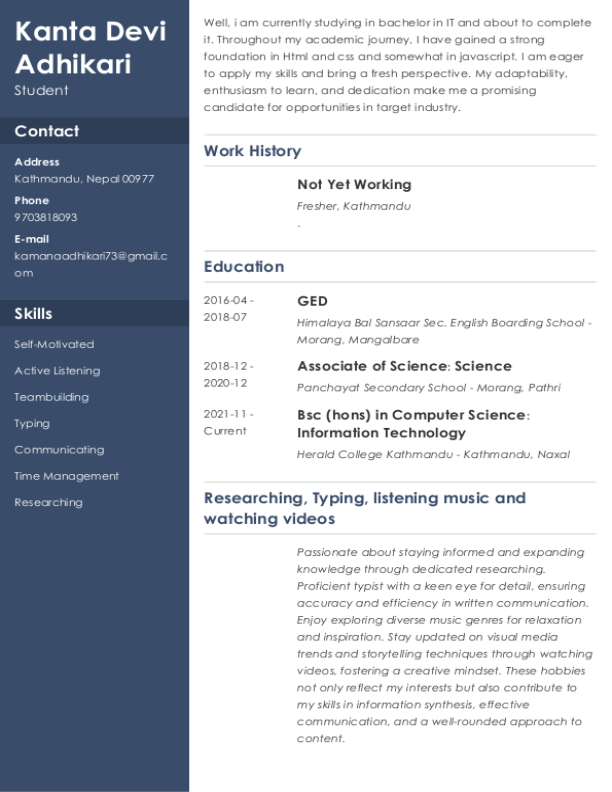 Kanta Devi
Adhikari
Student
Contact
Address
Kathmandu, Nepal 00977
Phone
9703818093
E-mail
kamanaadhikari73@gmail.c
om
Skills
Self-Motivated
Active Listening
Teambuilding
Typing
Communicating
Time Management
Researching
Well, i am currently studying in bachelor in IT and about to complete
it. Throughout my academic journey, I have gained a strong
foundation in Html and css and somewhat in javascript. I am eager
to apply my skills and bring a fresh perspective. My adaptability,
enthusiasm to learn, and dedication make me a promising
candidate for opportunities in target industry.
Work History
Not Yet Working
Fresher, Kathmandu
.
Education
2016-04 -
2018-07
GED
Himalaya Bal Sansaar Sec. English Boarding School -
Morang, Mangalbare
2018-12 -
2020-12
Associate of Science: Science
Panchayat Secondary School - Morang, Pathri
2021-11 -
Current
Bsc (hons) in Computer Science:
Information Technology
Herald College Kathmandu - Kathmandu, Naxal
Researching, Typing, listening music and
watching videos
Passionate about staying informed and expanding
knowledge through dedicated researching.
Proficient typist with a keen eye for detail, ensuring
accuracy and efficiency in written communication.
Enjoy exploring diverse music genres for relaxation
and inspiration. Stay updated on visual media
trends and storytelling techniques through watching
videos, fostering a creative mindset. These hobbies
not only reflect my interests but also contribute to
my skills in information synthesis, effective
communication, and a well-rounded approach to
content.